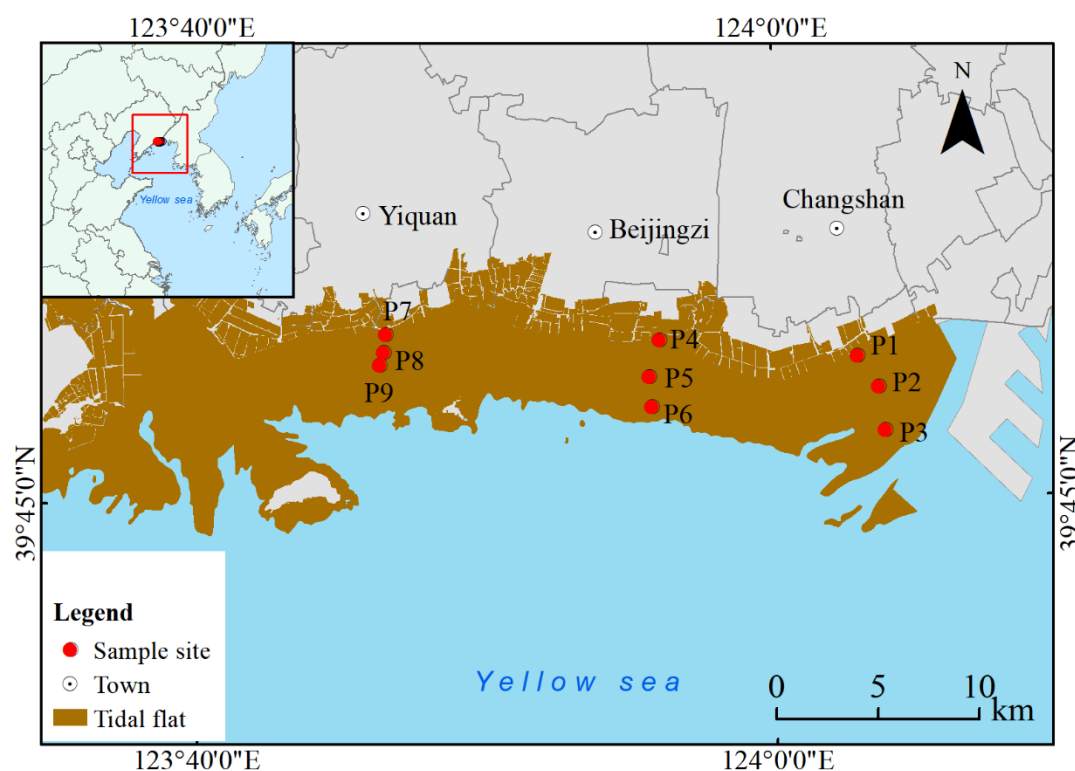 123°40'0"E
124°0'0"E
N
Yellow sea
Yiquan
Beijingzi
Changshan
P7
P8
P9
P4
P5
P6
P1
P2
P3
39°45'0"N
39°45'0"N
Legend
Sample site
Town
Tidal flat
Yellow sea
0 5 10
km
123°40'0"E
124°0'0"E